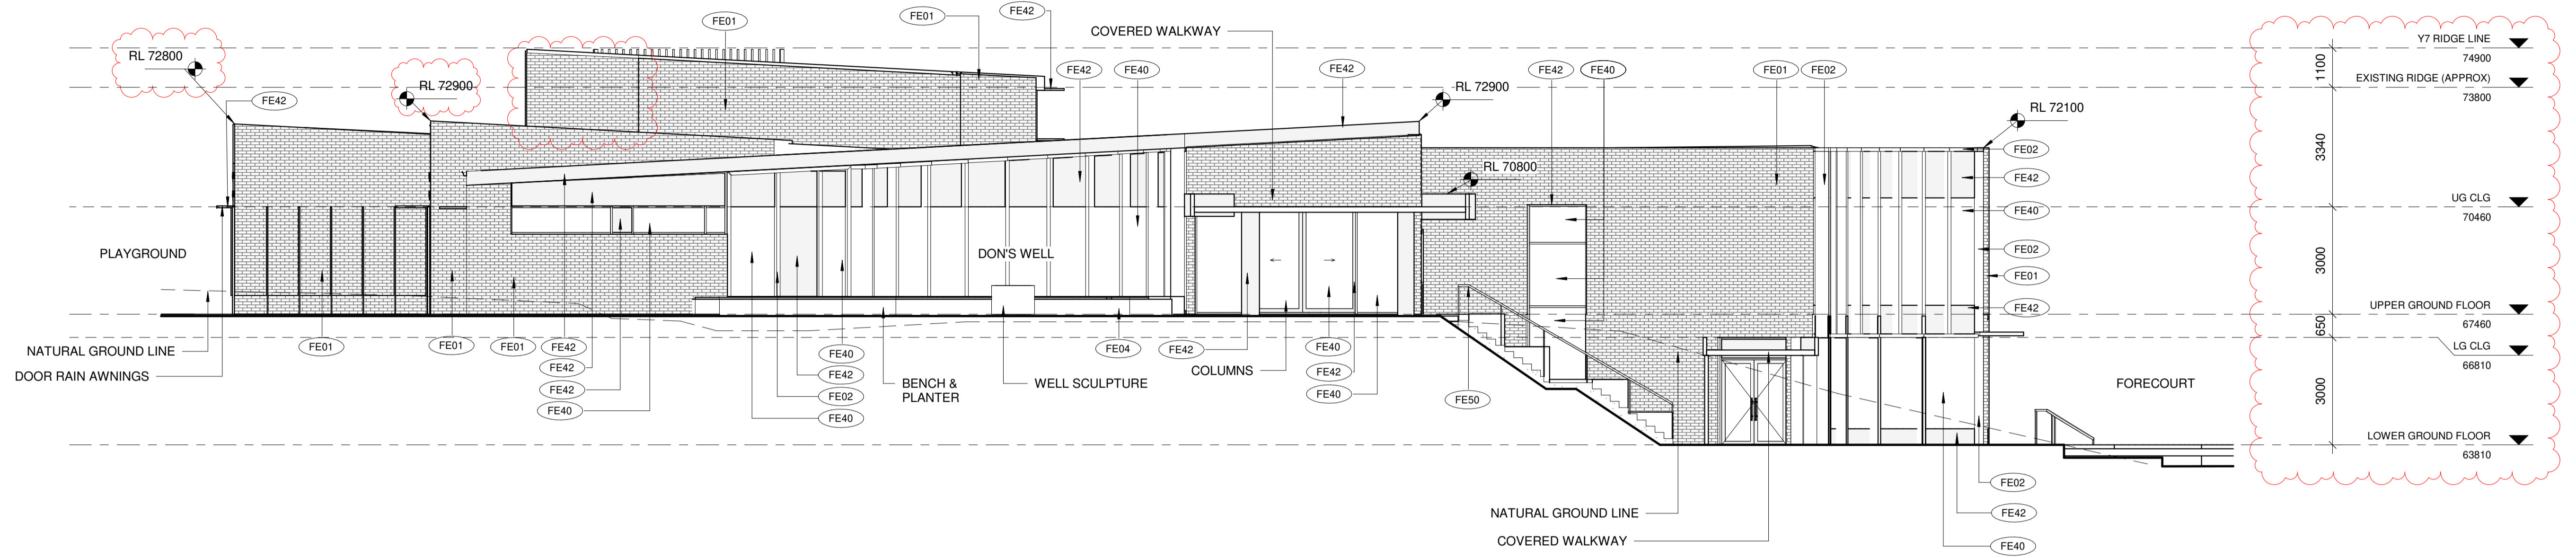 FE01
FE01
FE42
COVERED WALKWAY
Y7 RIDGE LINE
74900
RL 72800
FE42
FE40
FE42
FE42
FE40
FE01
FE02
1100
EXISTING RIDGE (APPROX)
73800
RL 72900
RL 72900
FE42
RL 72100
3340
FE02
RL 70800
FE42
UG CLG
70460
FE40
PLAYGROUND
DON'S WELL
FE02
3000
FE01
UPPER GROUND FLOOR
67460
FE42
650
NATURAL GROUND LINE
FE01
FE01
FE01
FE42
FE40
FE04
FE42
FE40
LG CLG
66810
DOOR RAIN AWNINGS
FE42
FE42
COLUMNS
FE42
BENCH &
PLANTER
WELL SCULPTURE
FORECOURT
FE42
FE02
FE40
FE50
3000
FE40
FE40
LOWER GROUND FLOOR
63810
FE02
NATURAL GROUND LINE
FE42
COVERED WALKWAY
FE40